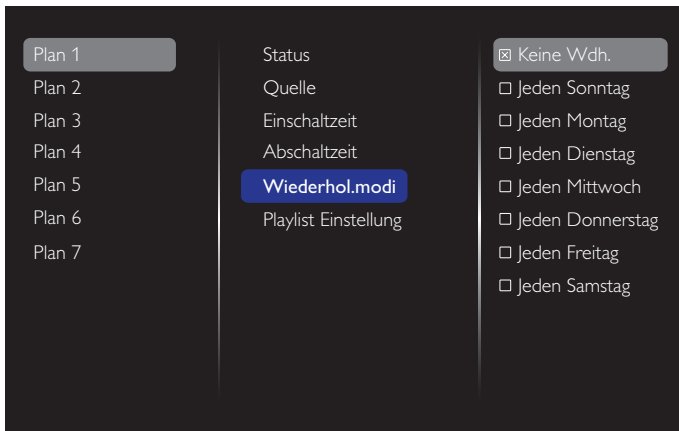 Plan 1
Plan 2
Plan 3
Plan 4
Plan 5
Plan 6
Plan 7
Status
Quelle
Einschaltzeit
Abschaltzeit
Wiederhol.modi
Playlist Einstellung
Keine Wdh.
Jeden Sonntag
Jeden Montag
Jeden Dienstag
Jeden Mittwoch
Jeden Donnerstag
Jeden Freitag
Jeden Samstag